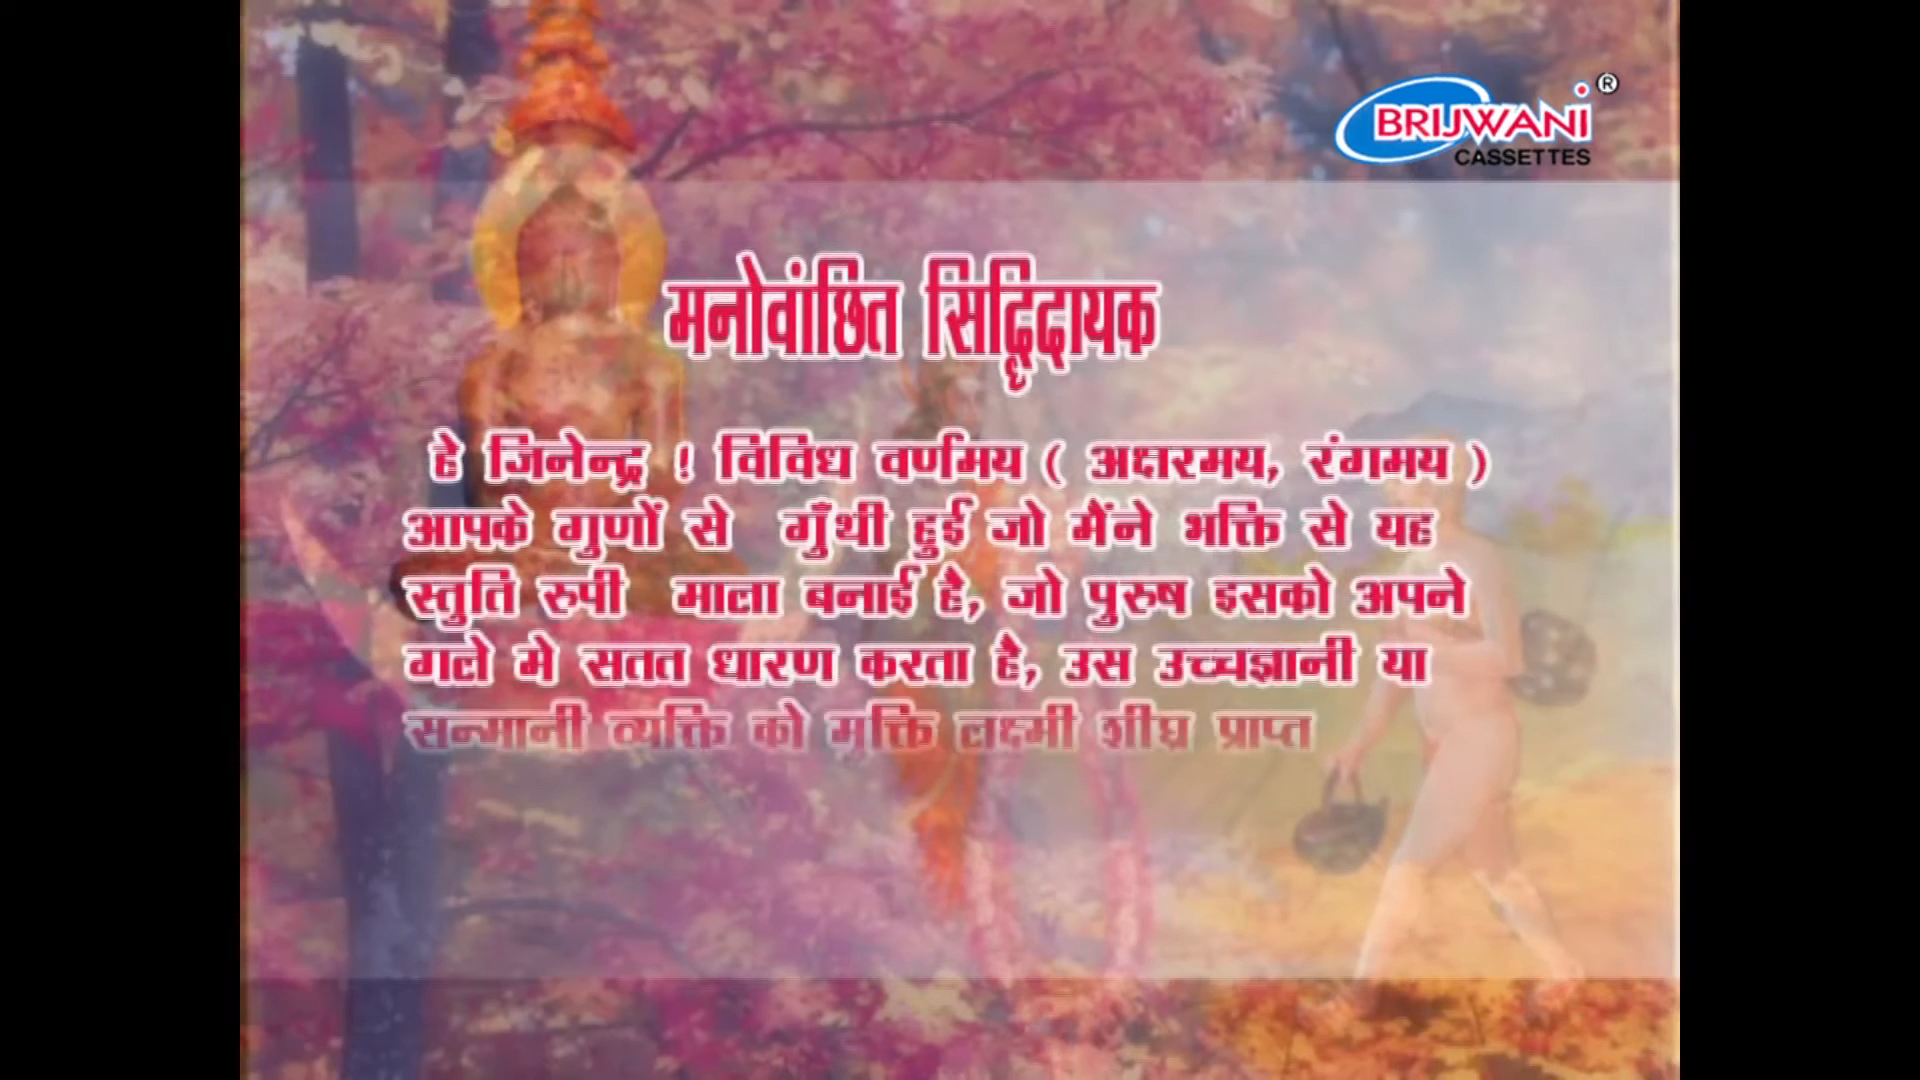 BRIJWANI ®
CASSETTES
मनोवांछित सिद्धिदायक
हे जिनेन्द्र ! विविध वर्णमय ( अक्षरमय, रंगमय )
आपके गुणों से गुँथी हुई जो मैंने भक्ति से यह
स्तुति रुपी माला बनाई है, जो पुरुष इसको अपने
गले मे सतत धारण करता है, उस उच्चज्ञानी या
सन्मानी व्यक्ति को मुक्ति लक्ष्मी शीघ्र प्राप्त